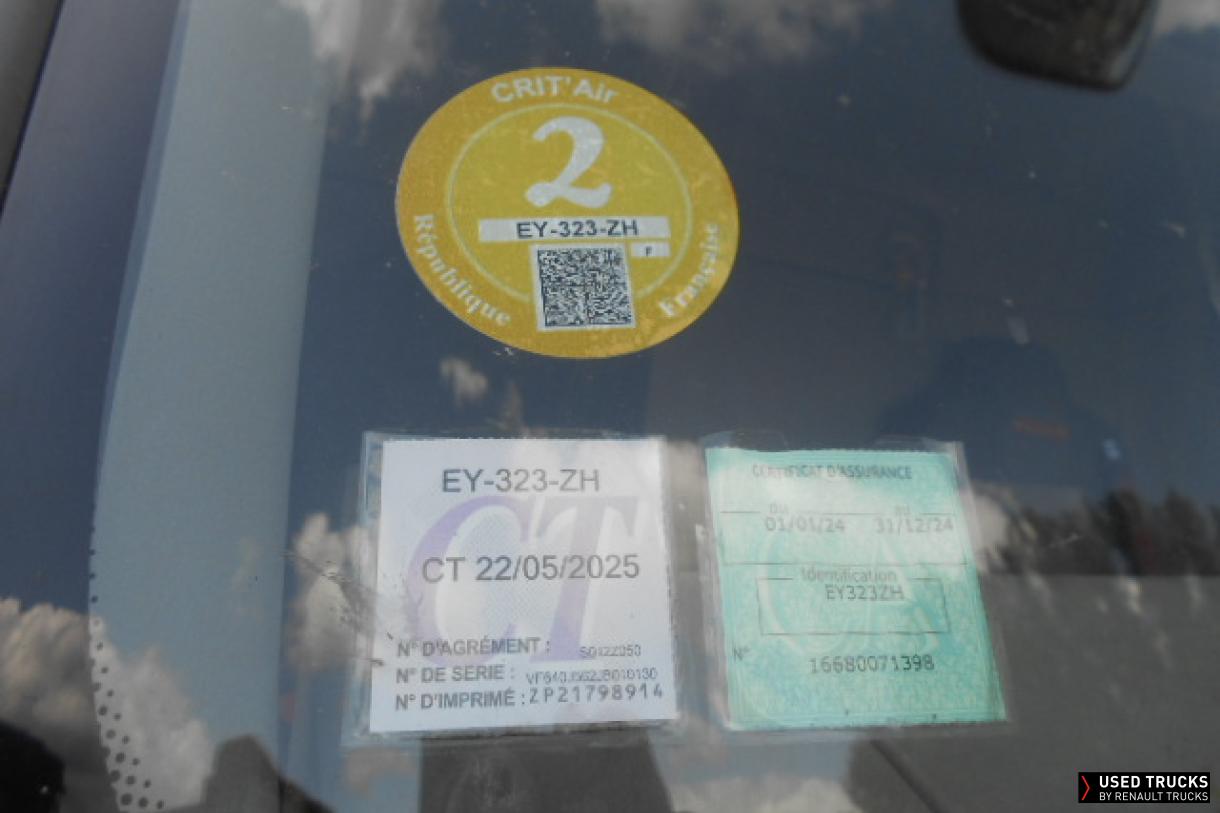 CRIT'Air
2
EY-323-ZH
F
République Française
EY-323-ZH
CT
CT 22/05/2025
N° D'AGRÉMENT : S012Z050
N° DE SERIE :
N° D'IMPRIMÉ : ZP21798914
CERTIFICAT D'ASSURANCE
du au
01/01/24 31/12/24
Identification
EY323ZH
N° 16680071398
USED TRUCKS
BY RENAULT TRUCKS